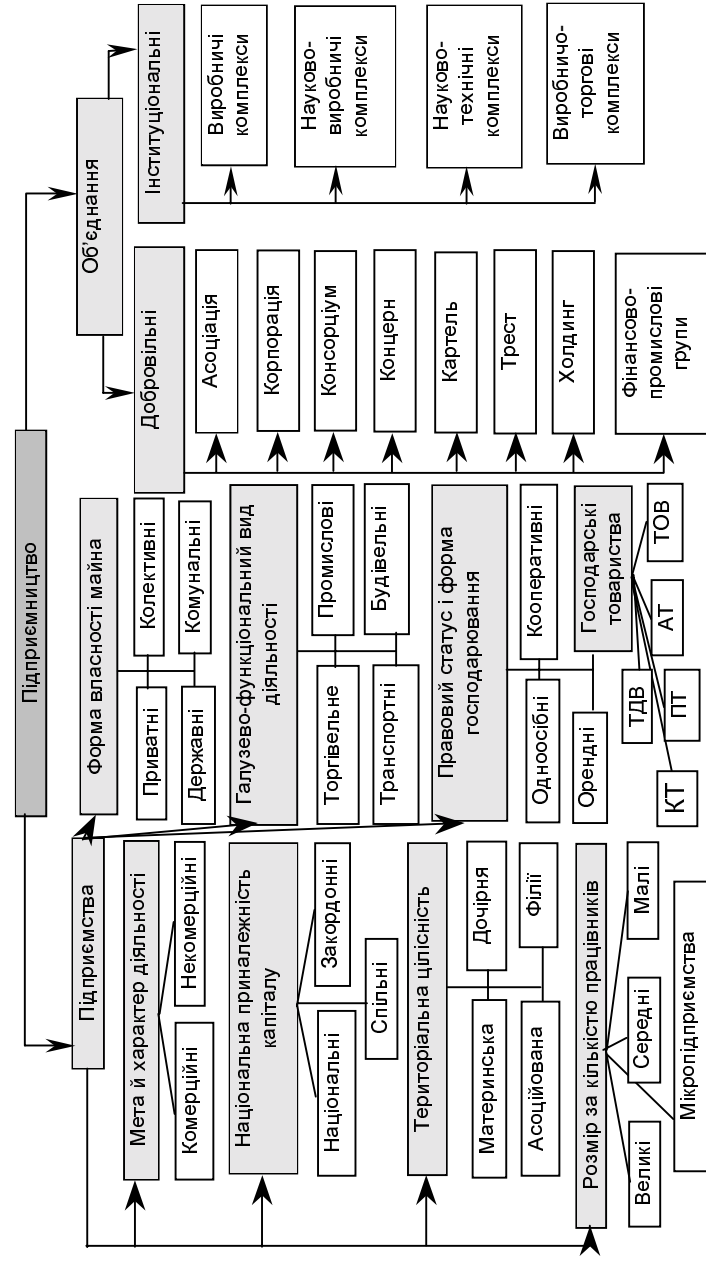 Підприємництво
Підприємства
Об'єднання
Мета й характер діяльності
Комерційні
Некомерційні
Національна приналежність
капіталу
Національні
Закордонні
Спільні
Територіальна цілісність
Материнська
Дочірня
Асоційована
Філії
Розмір за кількістю працівників
Великі
Середні
Малі
Мікропідприємства
Форма власності майна
Приватні
Колективні
Державні
Комунальні
Галузево-функціональний вид
діяльності
Торгівельне
Промислові
Транспортні
Будівельні
Правовий статус і форма
господарювання
Одноосібні
Кооперативні
Орендні
Господарські
товариства
КТ
ПТ
ТДВ
АТ
ТОВ
Добровільні
Асоціація
Корпорація
Консорціум
Концерн
Картель
Трест
Холдинг
Фінансово-
промислові
групи
Інституціональні
Виробничі
комплекси
Науково-
виробничі
комплекси
Науково-
технічні
комплекси
Виробничо-
торгові
комплекси